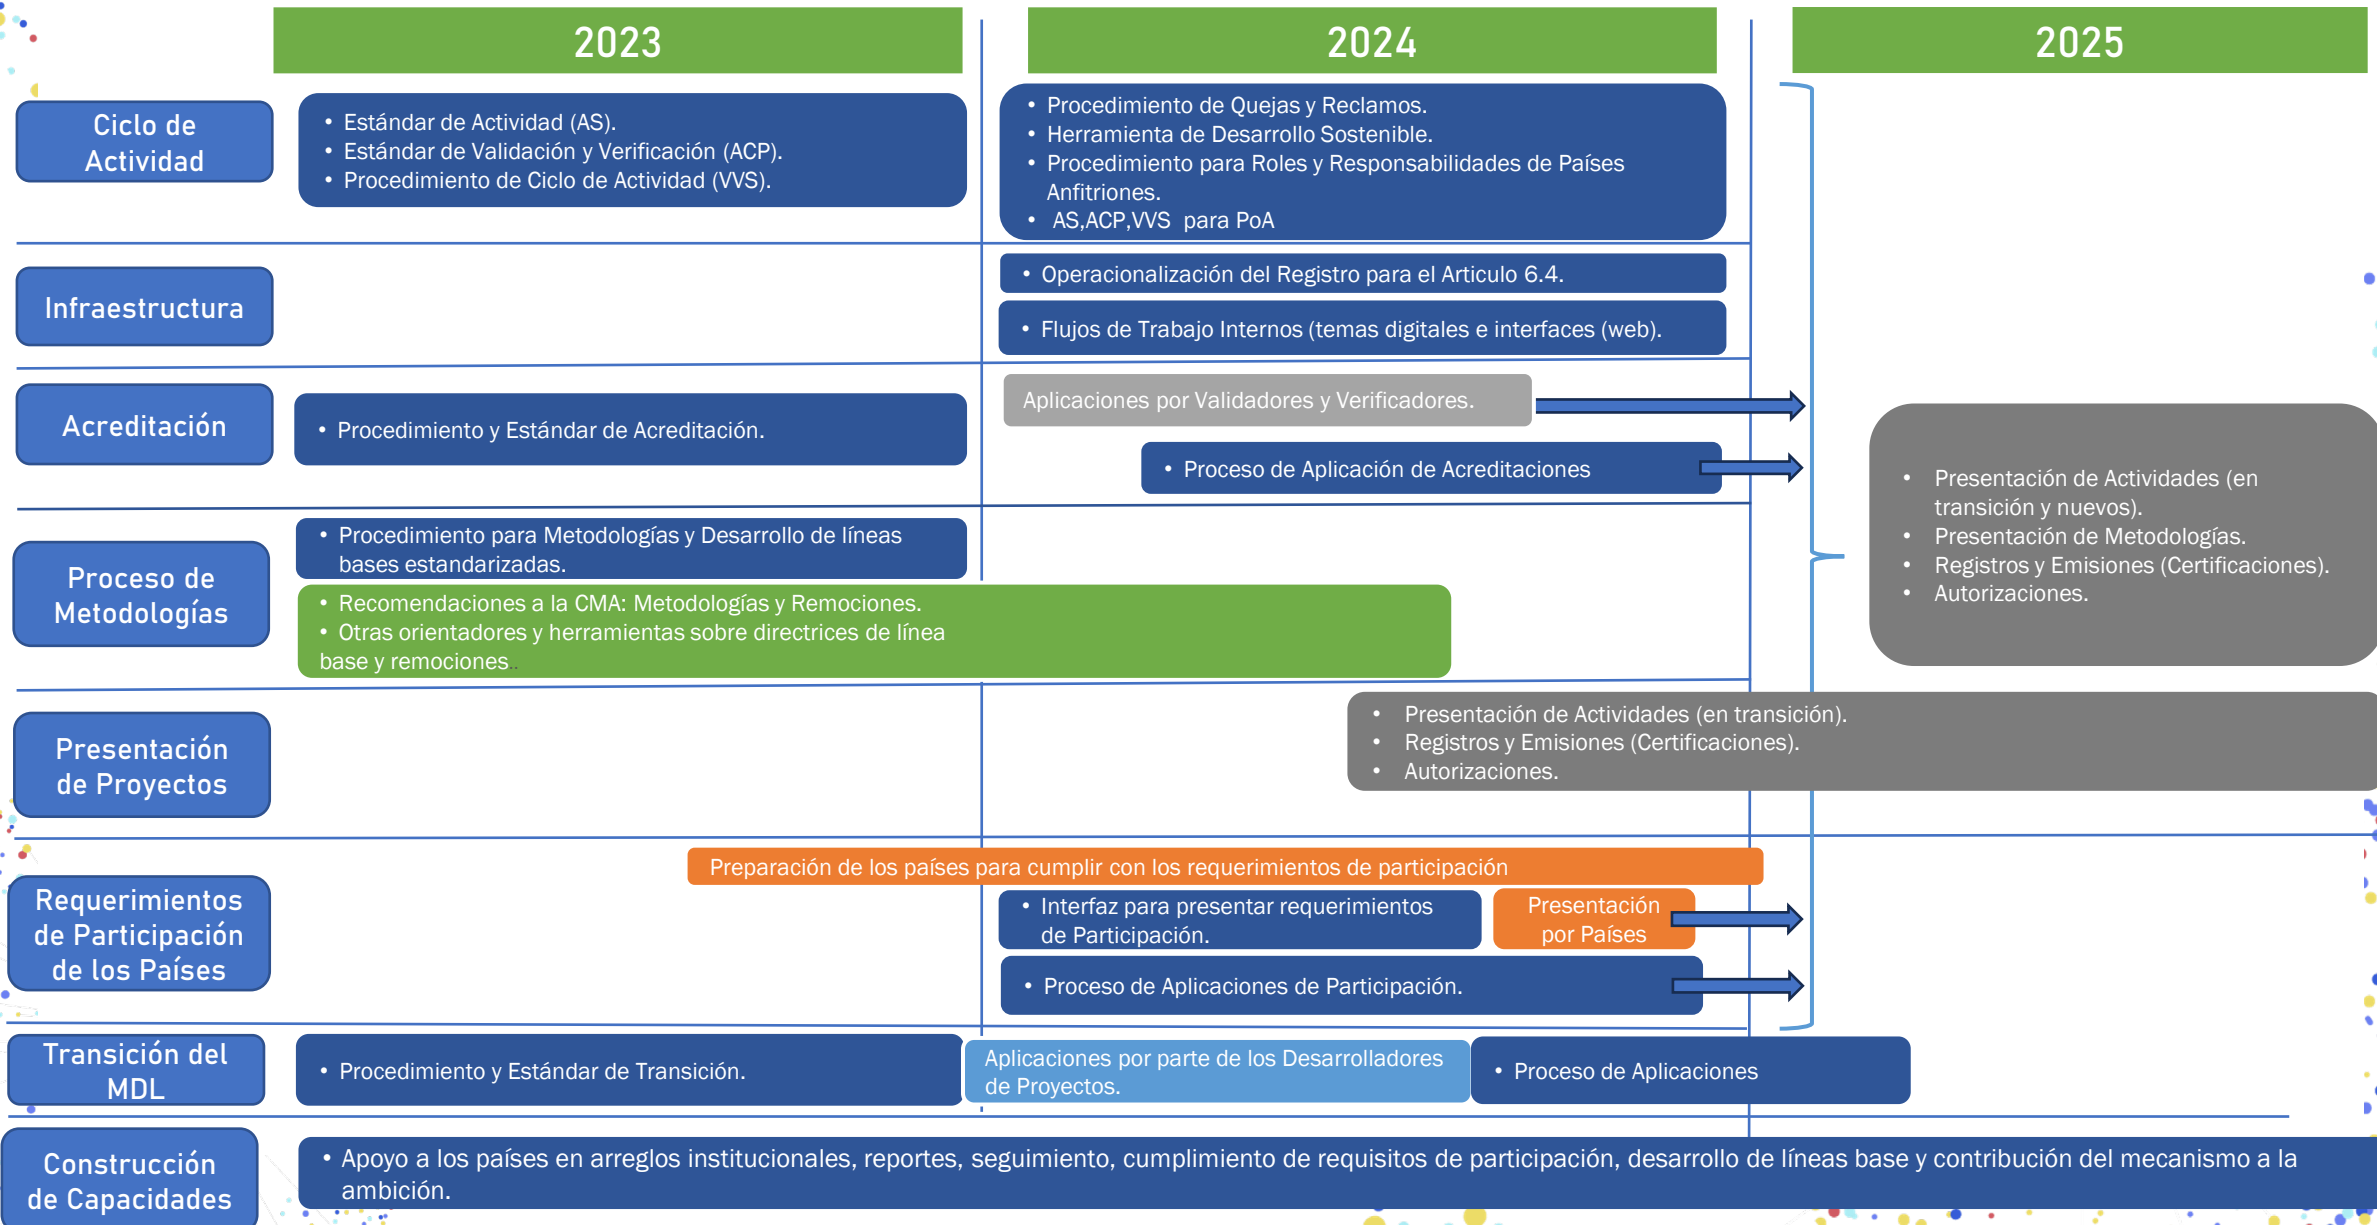 2023
2024
2025
Ciclo de
Actividad
• Estándar de Actividad (AS).
• Estándar de Validación y Verificación (ACP).
• Procedimiento de Ciclo de Actividad (VVS).
• Procedimiento de Quejas y Reclamos.
• Herramienta de Desarrollo Sostenible.
• Procedimiento para Roles y Responsabilidades de Países
Anfitriones.
• AS,ACP,VVS para PoA
Infraestructura
• Operacionalización del Registro para el Articulo 6.4.
• Flujos de Trabajo Internos (temas digitales e interfaces (web).
Acreditación
• Procedimiento y Estándar de Acreditación.
Aplicaciones por Validadores y Verificadores.
• Proceso de Aplicación de Acreditaciones
• Presentación de Actividades (en
transición y nuevos).
• Presentación de Metodologías.
• Registros y Emisiones (Certificaciones).
• Autorizaciones.
Proceso de
Metodologías
• Procedimiento para Metodologías y Desarrollo de líneas
bases estandarizadas.
• Recomendaciones a la CMA: Metodologías y Remociones.
• Otras orientadores y herramientas sobre directrices de línea
base y remociones..
Presentación
de Proyectos
• Presentación de Actividades (en transición).
• Registros y Emisiones (Certificaciones).
• Autorizaciones.
Requerimientos
de Participación
de los Países
Preparación de los países para cumplir con los requerimientos de participación
• Interfaz para presentar requerimientos
de Participación.
Presentación
por Países
• Proceso de Aplicaciones de Participación.
Transición del
MDL
• Procedimiento y Estándar de Transición.
Aplicaciones por parte de los Desarrolladores
de Proyectos.
• Proceso de Aplicaciones
Construcción
de Capacidades
• Apoyo a los países en arreglos institucionales, reportes, seguimiento, cumplimiento de requisitos de participación, desarrollo de líneas base y contribución del mecanismo a la
ambición.